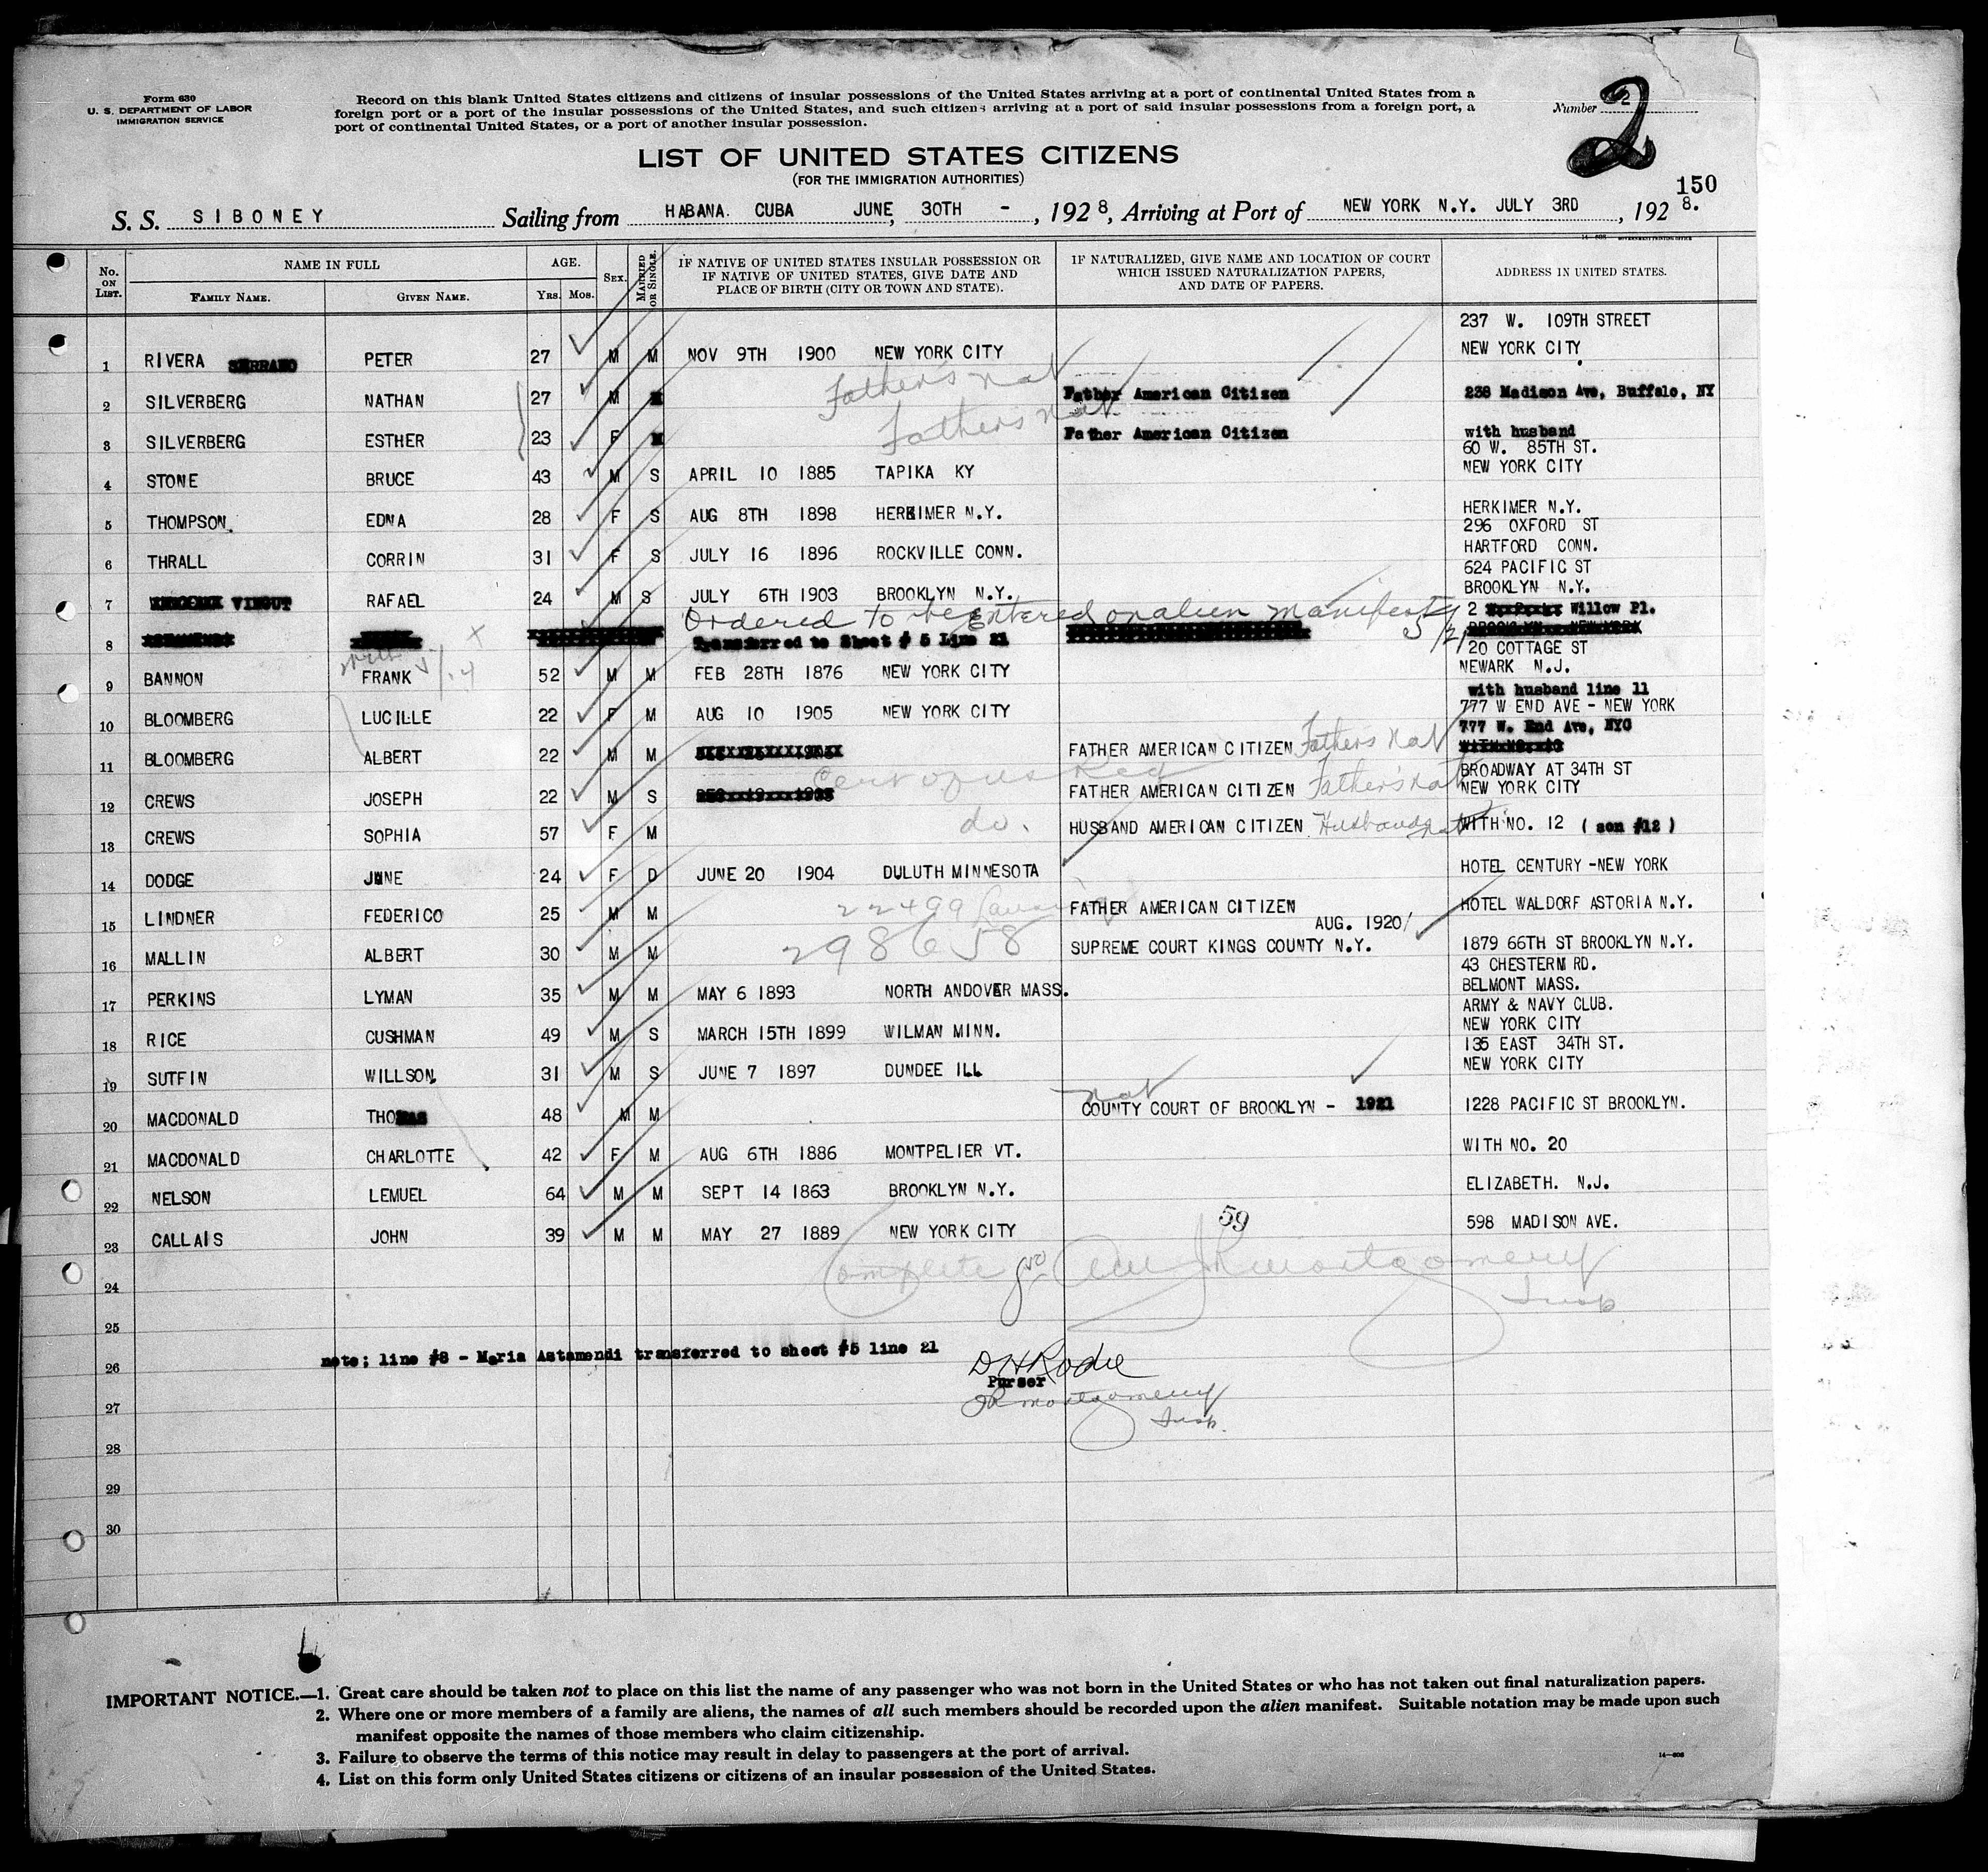 Form 630
U. S. DEPARTMENT OF LABOR
IMMIGRATION SERVICE
Record on this blank United States citizens and citizens of insular possessions of the United States arriving at a port of continental United States from a
foreign port or a port of the insular possessions of the United States, and such citizens arriving at a port of said insular possessions from a foreign port, a
port of continental United States, or a port of another insular possession.
Number 2
2
LIST OF UNITED STATES CITIZENS
(FOR THE IMMIGRATION AUTHORITIES)
150
S. S. SIBONEY Sailing from HABANA. CUBA JUNE, 30TH - , 1928, Arriving at Port of NEW YORK N.Y. JULY 3RD , 1928.
No. ON LIST. NAME IN FULL AGE. SEX. MARRIED OR SINGLE. IF NATIVE OF UNITED STATES INSULAR POSSESSION OR IF NATIVE OF UNITED STATES, GIVE DATE AND PLACE OF BIRTH (CITY OR TOWN AND STATE). IF NATURALIZED, GIVE NAME AND LOCATION OF COURT WHICH ISSUED NATURALIZATION PAPERS, AND DATE OF PAPERS. ADDRESS IN UNITED STATES.
FAMILY NAME. GIVEN NAME. Yrs. Mos.
237 W. 109TH STREET
1 RIVERA SERRANO PETER 27 M M NOV 9TH 1900 NEW YORK CITY NEW YORK CITY
2 SILVERBERG NATHAN 27 M Father's nat Father American Citizen 238 Madison Ave, Buffalo, NY
3 SILVERBERG ESTHER 23 F Father's nat Father American Citizen with husband
60 W. 85TH ST.
4 STONE BRUCE 43 M S APRIL 10 1885 TAPIKA KY NEW YORK CITY
5 THOMPSON. EDNA 28 F S AUG 8TH 1898 HERKIMER N.Y. HERKIMER N.Y.
296 OXFORD ST
6 THRALL CORRIN 31 F S JULY 16 1896 ROCKVILLE CONN. HARTFORD CONN.
624 PACIFIC ST
7 VINGUT RAFAEL 24 M S JULY 6TH 1903 BROOKLYN N.Y. BROOKLYN N.Y.
Ordered to be Entered on alien manifest 5/21 2 Willow Pl.
8 Transferred to Sheet # 5 Line 21
20 COTTAGE ST
9 BANNON FRANK 52 M M FEB 28TH 1876 NEW YORK CITY NEWARK N.J.
with husband line 11
10 BLOOMBERG LUCILLE 22 F M AUG 10 1905 NEW YORK CITY 777 W END AVE - NEW YORK
777 W. End Ave, NYC
11 BLOOMBERG ALBERT 22 M M FATHER AMERICAN CITIZEN Father's nat
BROADWAY AT 34TH ST
12 CREWS JOSEPH 22 M S FATHER AMERICAN CITIZEN Father's nat NEW YORK CITY
13 CREWS SOPHIA 57 F M do. HUSBAND AMERICAN CITIZEN Husbands nat WITH NO. 12 ( son #12 )
14 DODGE JUNE 24 F D JUNE 20 1904 DULUTH MINNESOTA HOTEL CENTURY -NEW YORK
15 LINDNER FEDERICO 25 M M 22499 FATHER AMERICAN CITIZEN HOTEL WALDORF ASTORIA N.Y.
AUG. 1920
16 MALLIN ALBERT 30 M M 298658 SUPREME COURT KINGS COUNTY N.Y. 1879 66TH ST BROOKLYN N.Y.
43 CHESTERN RD.
17 PERKINS LYMAN 35 M M MAY 6 1893 NORTH ANDOVER MASS. BELMONT MASS.
ARMY & NAVY CLUB.
18 RICE CUSHMAN 49 M S MARCH 15TH 1899 WILMAN MINN. NEW YORK CITY
135 EAST 34TH ST.
19 SUTFIN WILLSON. 31 M S JUNE 7 1897 DUNDEE ILL NEW YORK CITY
nat
20 MACDONALD THOMAS 48 M M COUNTY COURT OF BROOKLYN - 1921 1228 PACIFIC ST BROOKLYN.
21 MACDONALD CHARLOTTE 42 F M AUG 6TH 1886 MONTPELIER VT. WITH NO. 20
22 NELSON LEMUEL 64 M M SEPT 14 1863 BROOKLYN N.Y. ELIZABETH. N.J.
23 CALLAIS JOHN 39 M M MAY 27 1889 NEW YORK CITY 598 MADISON AVE.
59
24 Complete Montgomery
Insp
25
26 note; line #8 - Maria Astamendi transferred to sheet #5 line 21 D H Rodie
Purser
27 JR Montgomery
Insp.
28
29
30
IMPORTANT NOTICE.—1. Great care should be taken not to place on this list the name of any passenger who was not born in the United States or who has not taken out final naturalization papers.
2. Where one or more members of a family are aliens, the names of all such members should be recorded upon the alien manifest. Suitable notation may be made upon such
manifest opposite the names of those members who claim citizenship.
3. Failure to observe the terms of this notice may result in delay to passengers at the port of arrival.
4. List on this form only United States citizens or citizens of an insular possession of the United States.